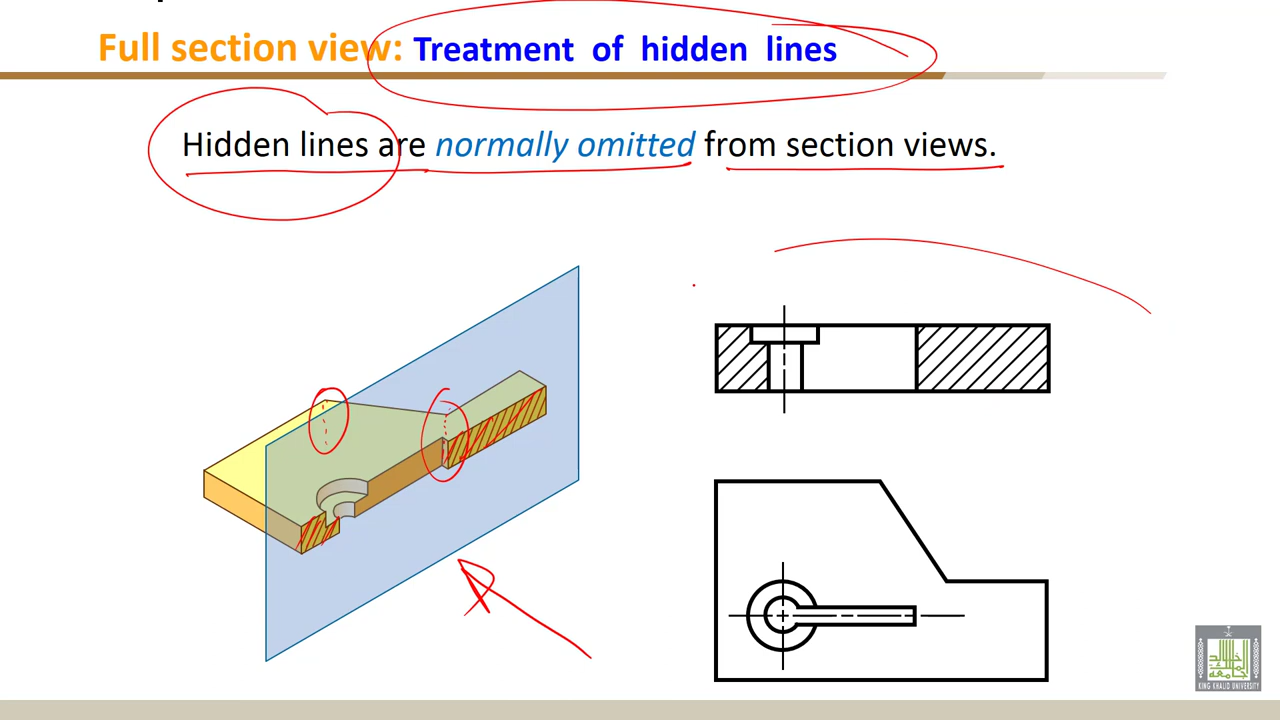 Full section view: Treatment of hidden lines
Hidden lines are normally omitted from section views.
KING KHALID UNIVERSITY